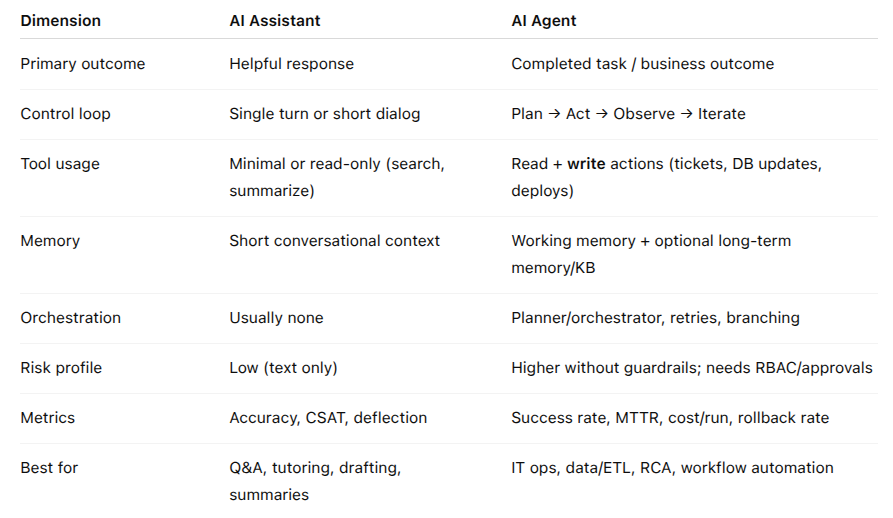 Dimension AI Assistant AI Agent
Primary outcome Helpful response Completed task / business outcome
Control loop Single turn or short dialog Plan → Act → Observe → Iterate
Tool usage Minimal or read-only (search, Read + write actions (tickets, DB updates,
summarize) deploys)
Memory Short conversational context Working memory + optional long-term
memory/KB
Orchestration Usually none Planner/orchestrator, retries, branching
Risk profile Low (text only) Higher without guardrails; needs RBAC/approvals
Metrics Accuracy, CSAT, deflection Success rate, MTTR, cost/run, rollback rate
Best for Q&A, tutoring, drafting, IT ops, data/ETL, RCA, workflow automation
summaries